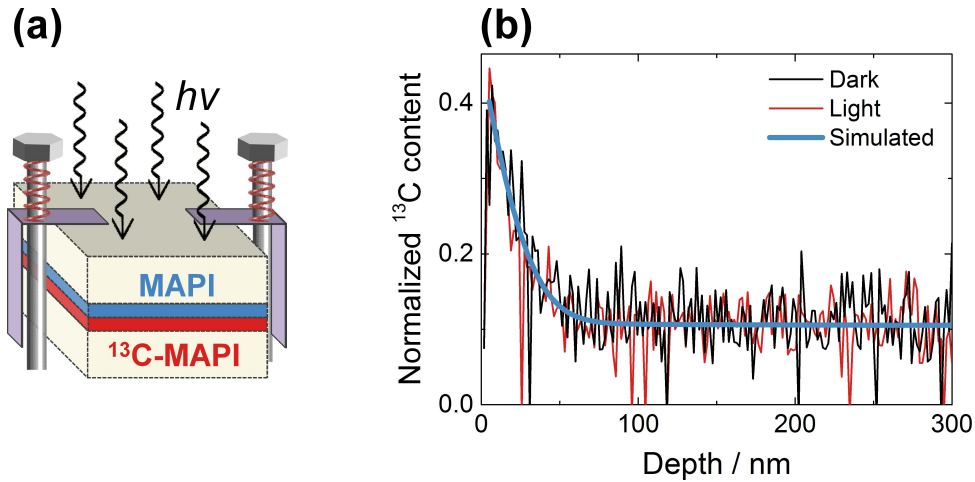 (a)
hν
MAPI
¹³C-MAPI
(b)
Normalized ¹³C content
0.4
0.2
0.0
Dark
Light
Simulated
0
100
200
300
Depth / nm